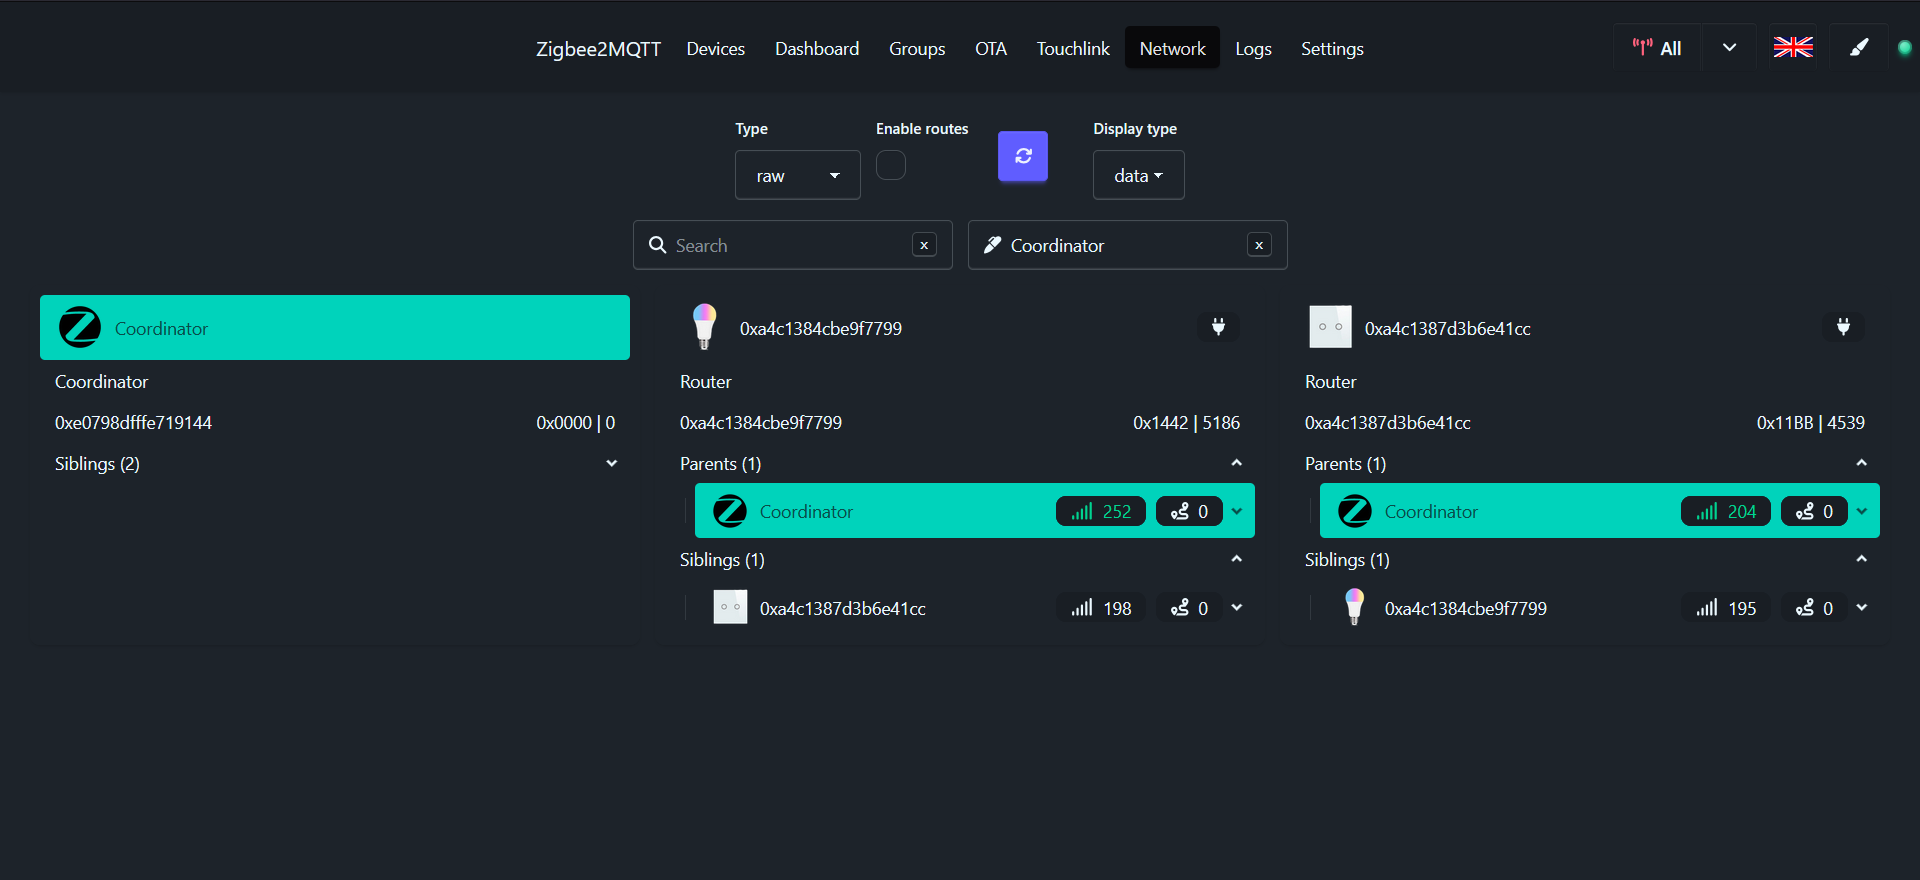 Zigbee2MQTT Devices Dashboard Groups OTA Touchlink Network Logs Settings All
Type Enable routes Display type
raw data
Search x Coordinator x
Coordinator
Coordinator
0xe0798dfffe719144 0x0000 | 0
Siblings (2)
0xa4c1384cbe9f7799
Router
0xa4c1384cbe9f7799 0x1442 | 5186
Parents (1)
Coordinator 252 0
Siblings (1)
0xa4c1387d3b6e41cc 198 0
0xa4c1387d3b6e41cc
Router
0xa4c1387d3b6e41cc 0x11BB | 4539
Parents (1)
Coordinator 204 0
Siblings (1)
0xa4c1384cbe9f7799 195 0